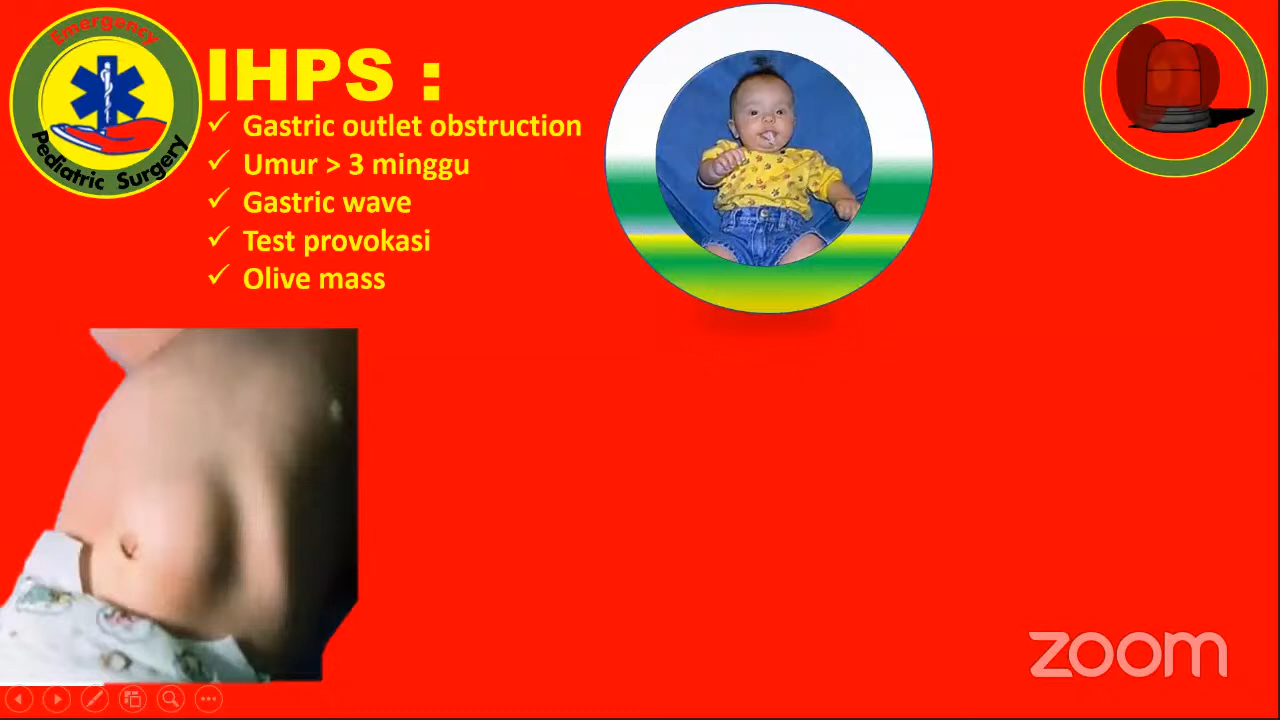 Emergency
Pediatric Surgery
IHPS :
✓ Gastric outlet obstruction
✓ Umur > 3 minggu
✓ Gastric wave
✓ Test provokasi
✓ Olive mass
zoom